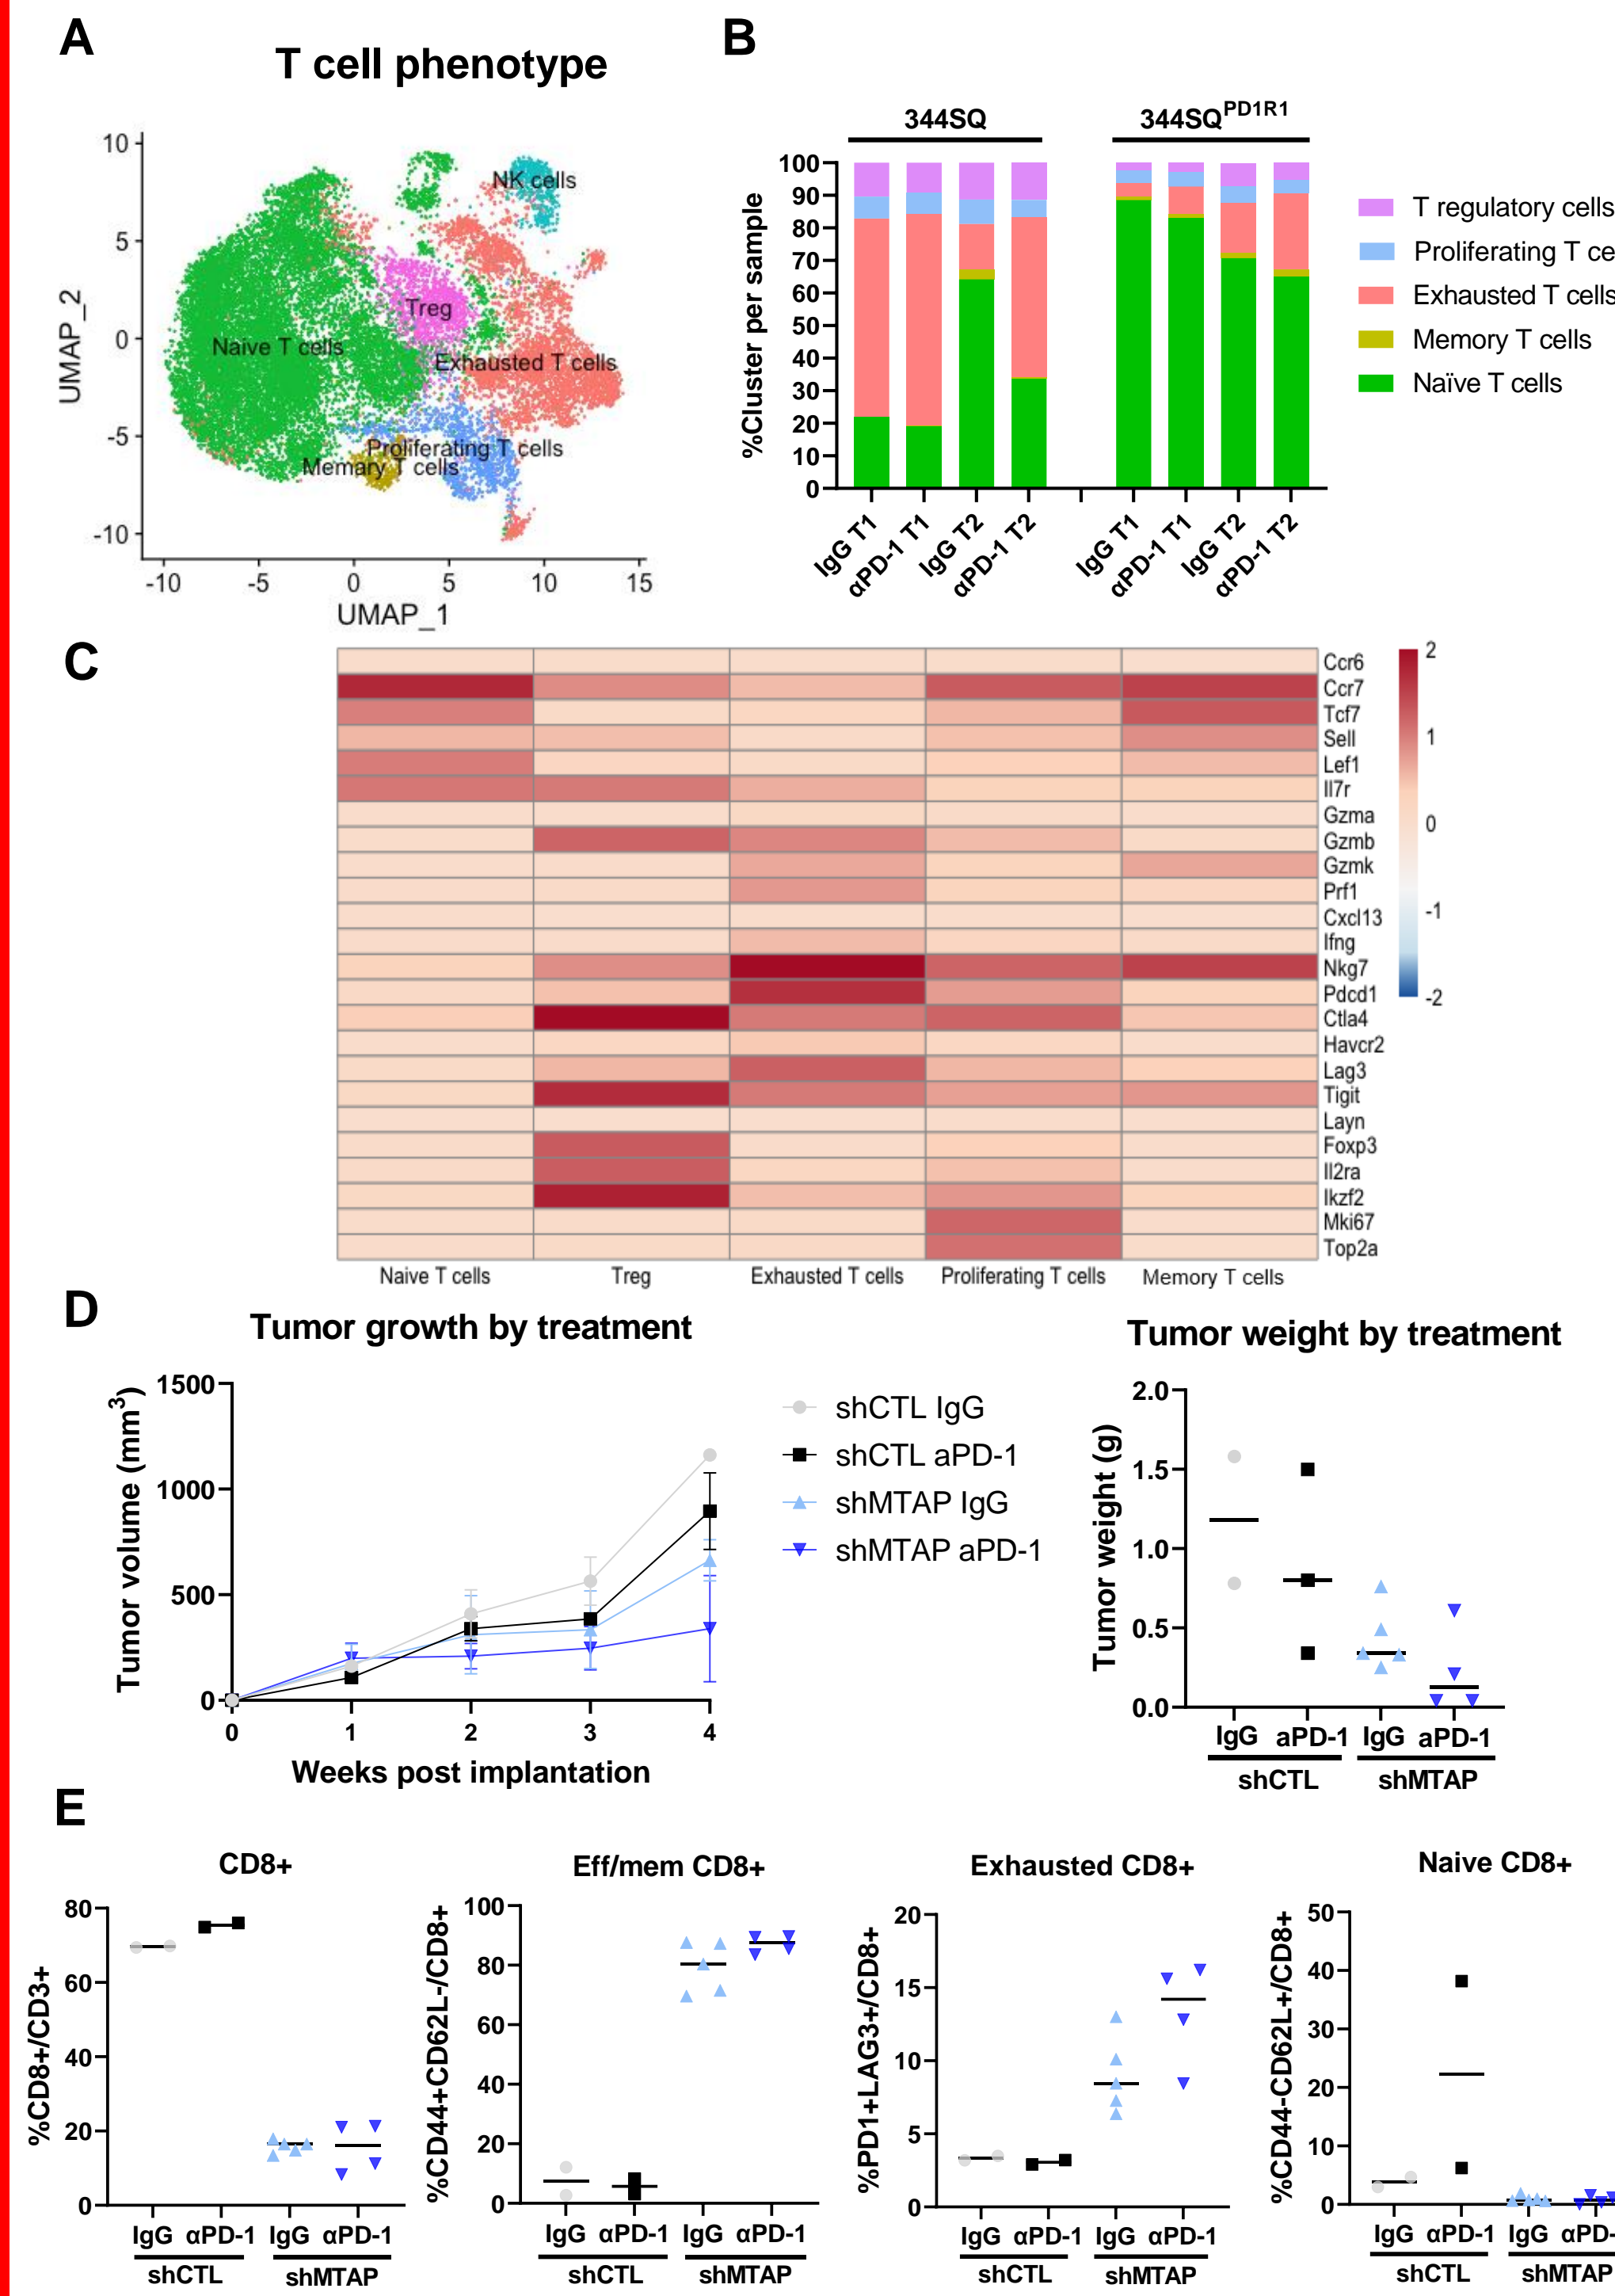 A
T cell phenotype
10
5
0
-5
-10
UMAP_2
NK cells
Treg
Naive T cells
Exhausted T cells
Proliferating T cells
Memary T cells
-10
-5
0
5
10
15
UMAP_1
B
344SQ
344SQPD1R1
%Cluster per sample
100
90
80
70
60
50
40
30
20
10
0
IgG T1
αPD-1 T1
IgG T2
αPD-1 T2
IgG T1
αPD-1 T1
IgG T2
αPD-1 T2
T regulatory cells
Proliferating T ce
Exhausted T cells
Memory T cells
Naïve T cells
C
Ccr6
Ccr7
Tcf7
Sell
Lef1
Il7r
Gzma
Gzmb
Gzmk
Prf1
Cxcl13
Ifng
Nkg7
Pdcd1
Ctla4
Havcr2
Lag3
Tigit
Layn
Foxp3
Il2ra
Ikzf2
Mki67
Top2a
2
1
0
-1
-2
Naive T cells
Treg
Exhausted T cells
Proliferating T cells
Memory T cells
D
Tumor growth by treatment
Tumor volume (mm3)
1500
1000
500
0
0
1
2
3
4
Weeks post implantation
shCTL IgG
shCTL aPD-1
shMTAP IgG
shMTAP aPD-1
Tumor weight by treatment
Tumor weight (g)
2.0
1.5
1.0
0.5
0.0
IgG aPD-1 IgG aPD-1
shCTL shMTAP
E
CD8+
%CD8+/CD3+
80
60
40
20
0
IgG αPD-1 IgG αPD-1
shCTL shMTAP
Eff/mem CD8+
%CD44+CD62L-/CD8+
100
80
60
40
20
0
IgG αPD-1 IgG αPD-1
shCTL shMTAP
Exhausted CD8+
%PD1+LAG3+/CD8+
20
15
10
5
0
IgG αPD-1 IgG αPD-1
shCTL shMTAP
Naive CD8+
%CD44-CD62L+/CD8+
50
40
30
20
10
0
IgG αPD-1 IgG αPD-
shCTL shMTAP